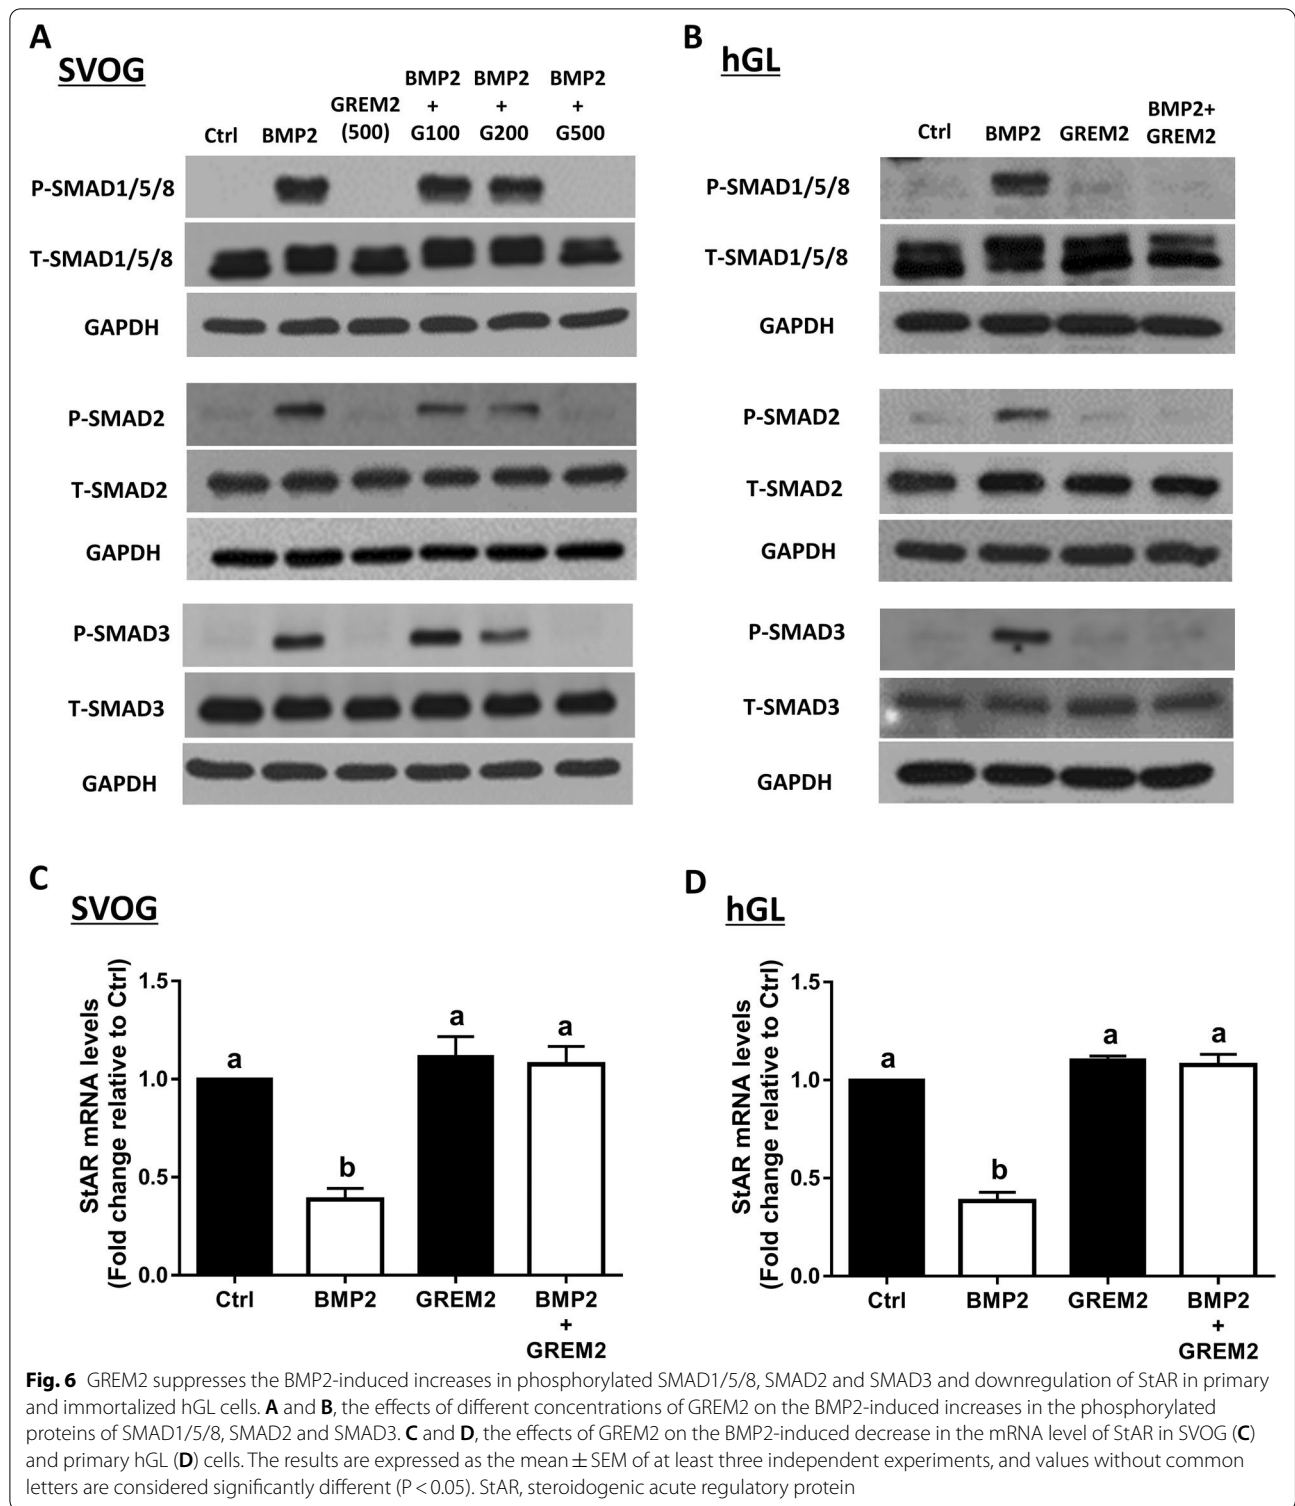 A
SVOG
Ctrl
BMP2
GREM2
(500)
BMP2
+
G100
BMP2
+
G200
BMP2
+
G500
P-SMAD1/5/8
T-SMAD1/5/8
GAPDH
P-SMAD2
T-SMAD2
GAPDH
P-SMAD3
T-SMAD3
GAPDH
B
hGL
Ctrl
BMP2
GREM2
BMP2+
GREM2
P-SMAD1/5/8
T-SMAD1/5/8
GAPDH
P-SMAD2
T-SMAD2
GAPDH
P-SMAD3
T-SMAD3
GAPDH
C
SVOG
StAR mRNA levels
(Fold change relative to Ctrl)
1.5
1.0
0.5
0.0
a
b
a
a
Ctrl
BMP2
GREM2
BMP2
+
GREM2
D
hGL
StAR mRNA levels
(Fold change relative to Ctrl)
1.5
1.0
0.5
0.0
a
b
a
a
Ctrl
BMP2
GREM2
BMP2
+
GREM2
Fig. 6 GREM2 suppresses the BMP2-induced increases in phosphorylated SMAD1/5/8, SMAD2 and SMAD3 and downregulation of StAR in primary
and immortalized hGL cells. A and B, the effects of different concentrations of GREM2 on the BMP2-induced increases in the phosphorylated
proteins of SMAD1/5/8, SMAD2 and SMAD3. C and D, the effects of GREM2 on the BMP2-induced decrease in the mRNA level of StAR in SVOG (C)
and primary hGL (D) cells. The results are expressed as the mean ± SEM of at least three independent experiments, and values without common
letters are considered significantly different (P < 0.05). StAR, steroidogenic acute regulatory protein